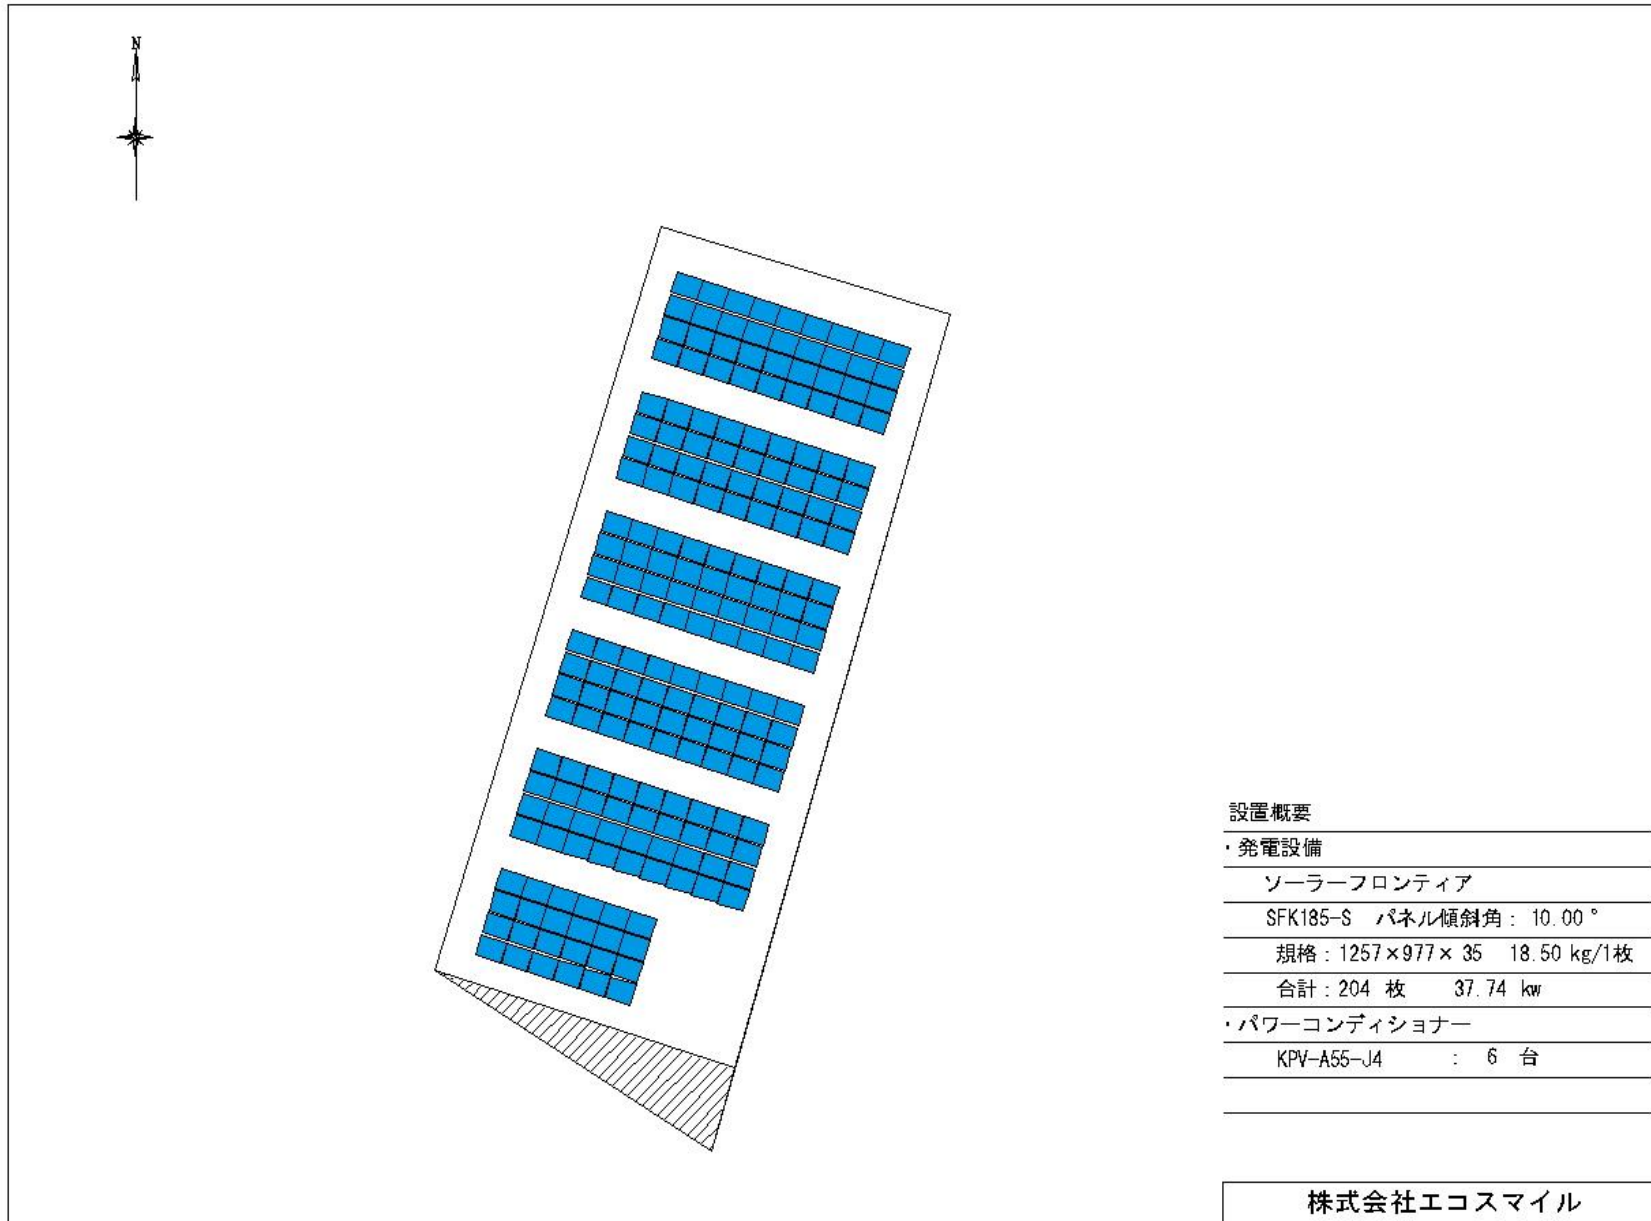 N
設置概要
・発電設備
ソーラーフロンティア
SFK185-S パネル傾斜角： 10.00°
規格：1257×977× 35 18.50 kg/1枚
合計：204 枚 37.74 kw
・パワーコンディショナー
KPV-A55-J4 ： 6 台
株式会社エコスマイル